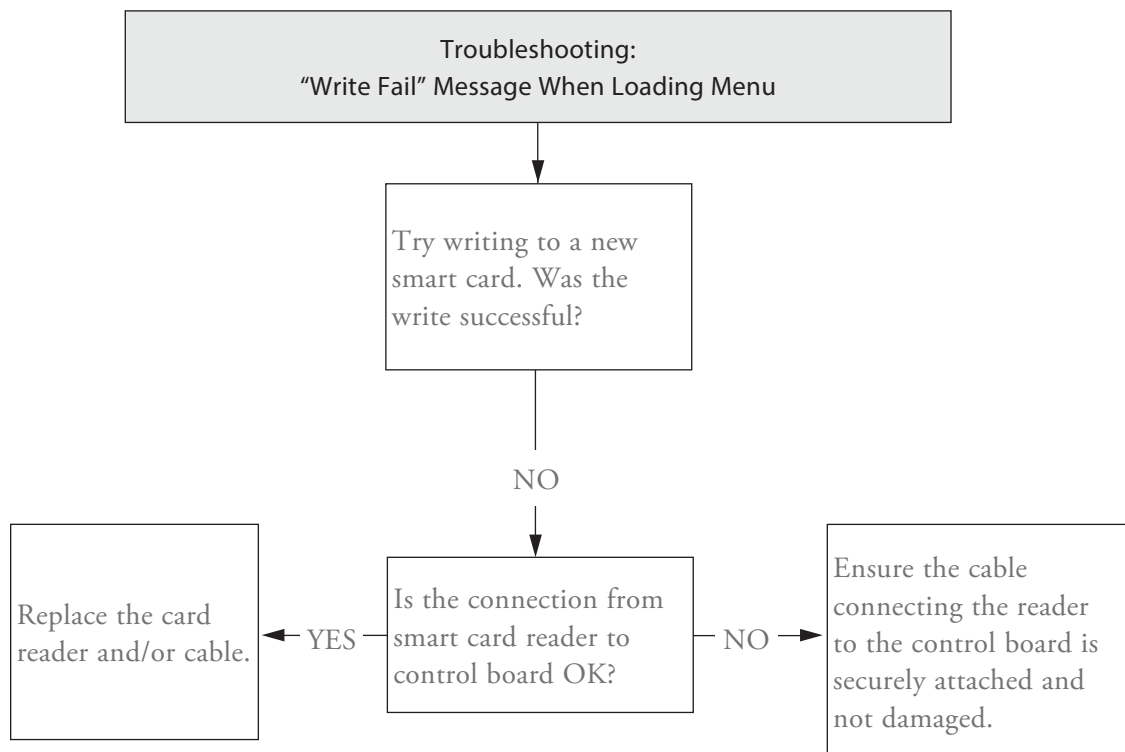 Troubleshooting:
“Write Fail” Message When Loading Menu
Try writing to a new
smart card. Was the
write successful?
NO
Replace the card
reader and/or cable.
YES
Is the connection from
smart card reader to
control board OK?
NO
Ensure the cable
connecting the reader
to the control board is
securely attached and
not damaged.